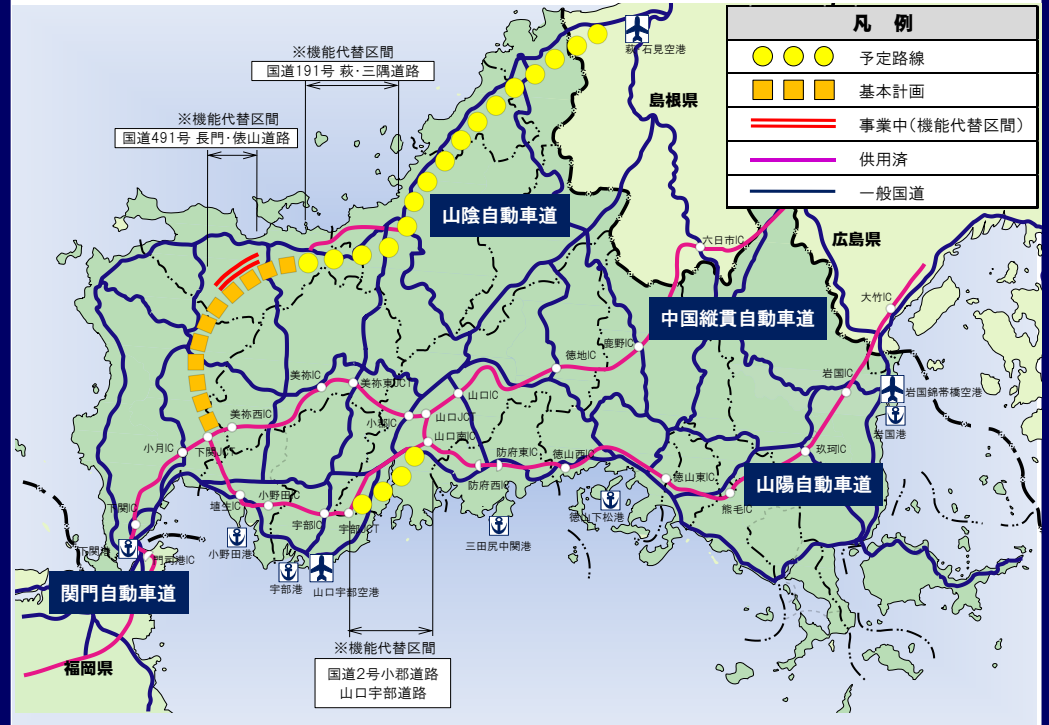 凡 例
予定路線
基本計画
事業中(機能代替区間)
供用済
一般国道
※機能代替区間
国道191号 萩・三隅道路
※機能代替区間
国道491号 長門・俵山道路
萩・石見空港
島根県
山陰自動車道
六日市IC
広島県
大竹IC
中国縦貫自動車道
鹿野IC
徳地IC
岩国IC
岩国錦帯橋空港
岩国港
美祢IC
美祢東JCT
山口IC
小郡IC
山口JCT
美祢西IC
山口南IC
小月IC
下関JCT
防府東IC
徳山西IC
玖珂IC
防府西IC
徳山東IC
山陽自動車道
熊毛IC
埴生IC
小野田IC
宇部IC
宇部JCT
下関IC
徳山下松港
三田尻中関港
小野田港
下関港
門司港IC
宇部港
山口宇部空港
関門自動車道
福岡県
※機能代替区間
国道2号小郡道路
山口宇部道路